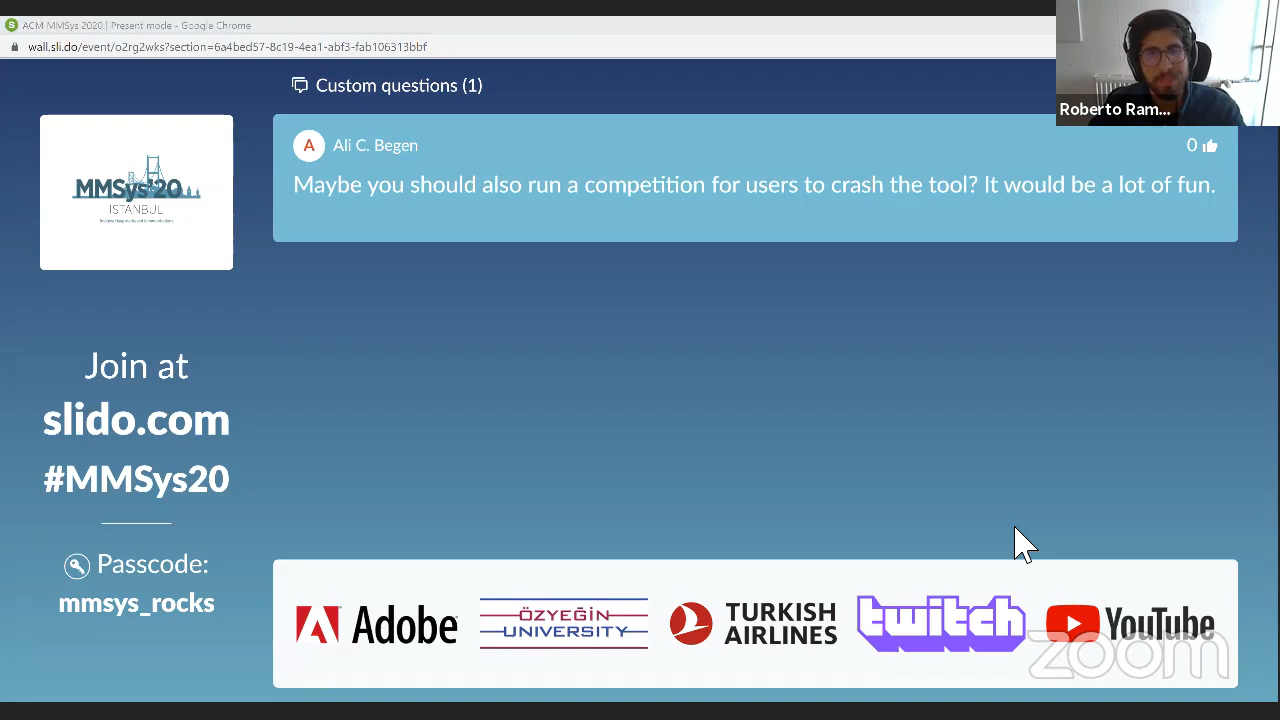 ACM MMSys 2020 | Present mode - Google Chrome
wall.sli.do/event/o2rg2wks?section=6a4bed57-8c19-4ea1-abf3-fab106313bbf
Custom questions (1)
Roberto Ram...
A
Ali C. Begen
0
Maybe you should also run a competition for users to crash the tool? It would be a lot of fun.
MMSys'20
ISTANBUL
Join at
slido.com
#MMSys20
Passcode:
mmsys_rocks
Adobe
ÖZYEĞİN
UNIVERSITY
TURKISH
AIRLINES
twitch
YouTube
zoom